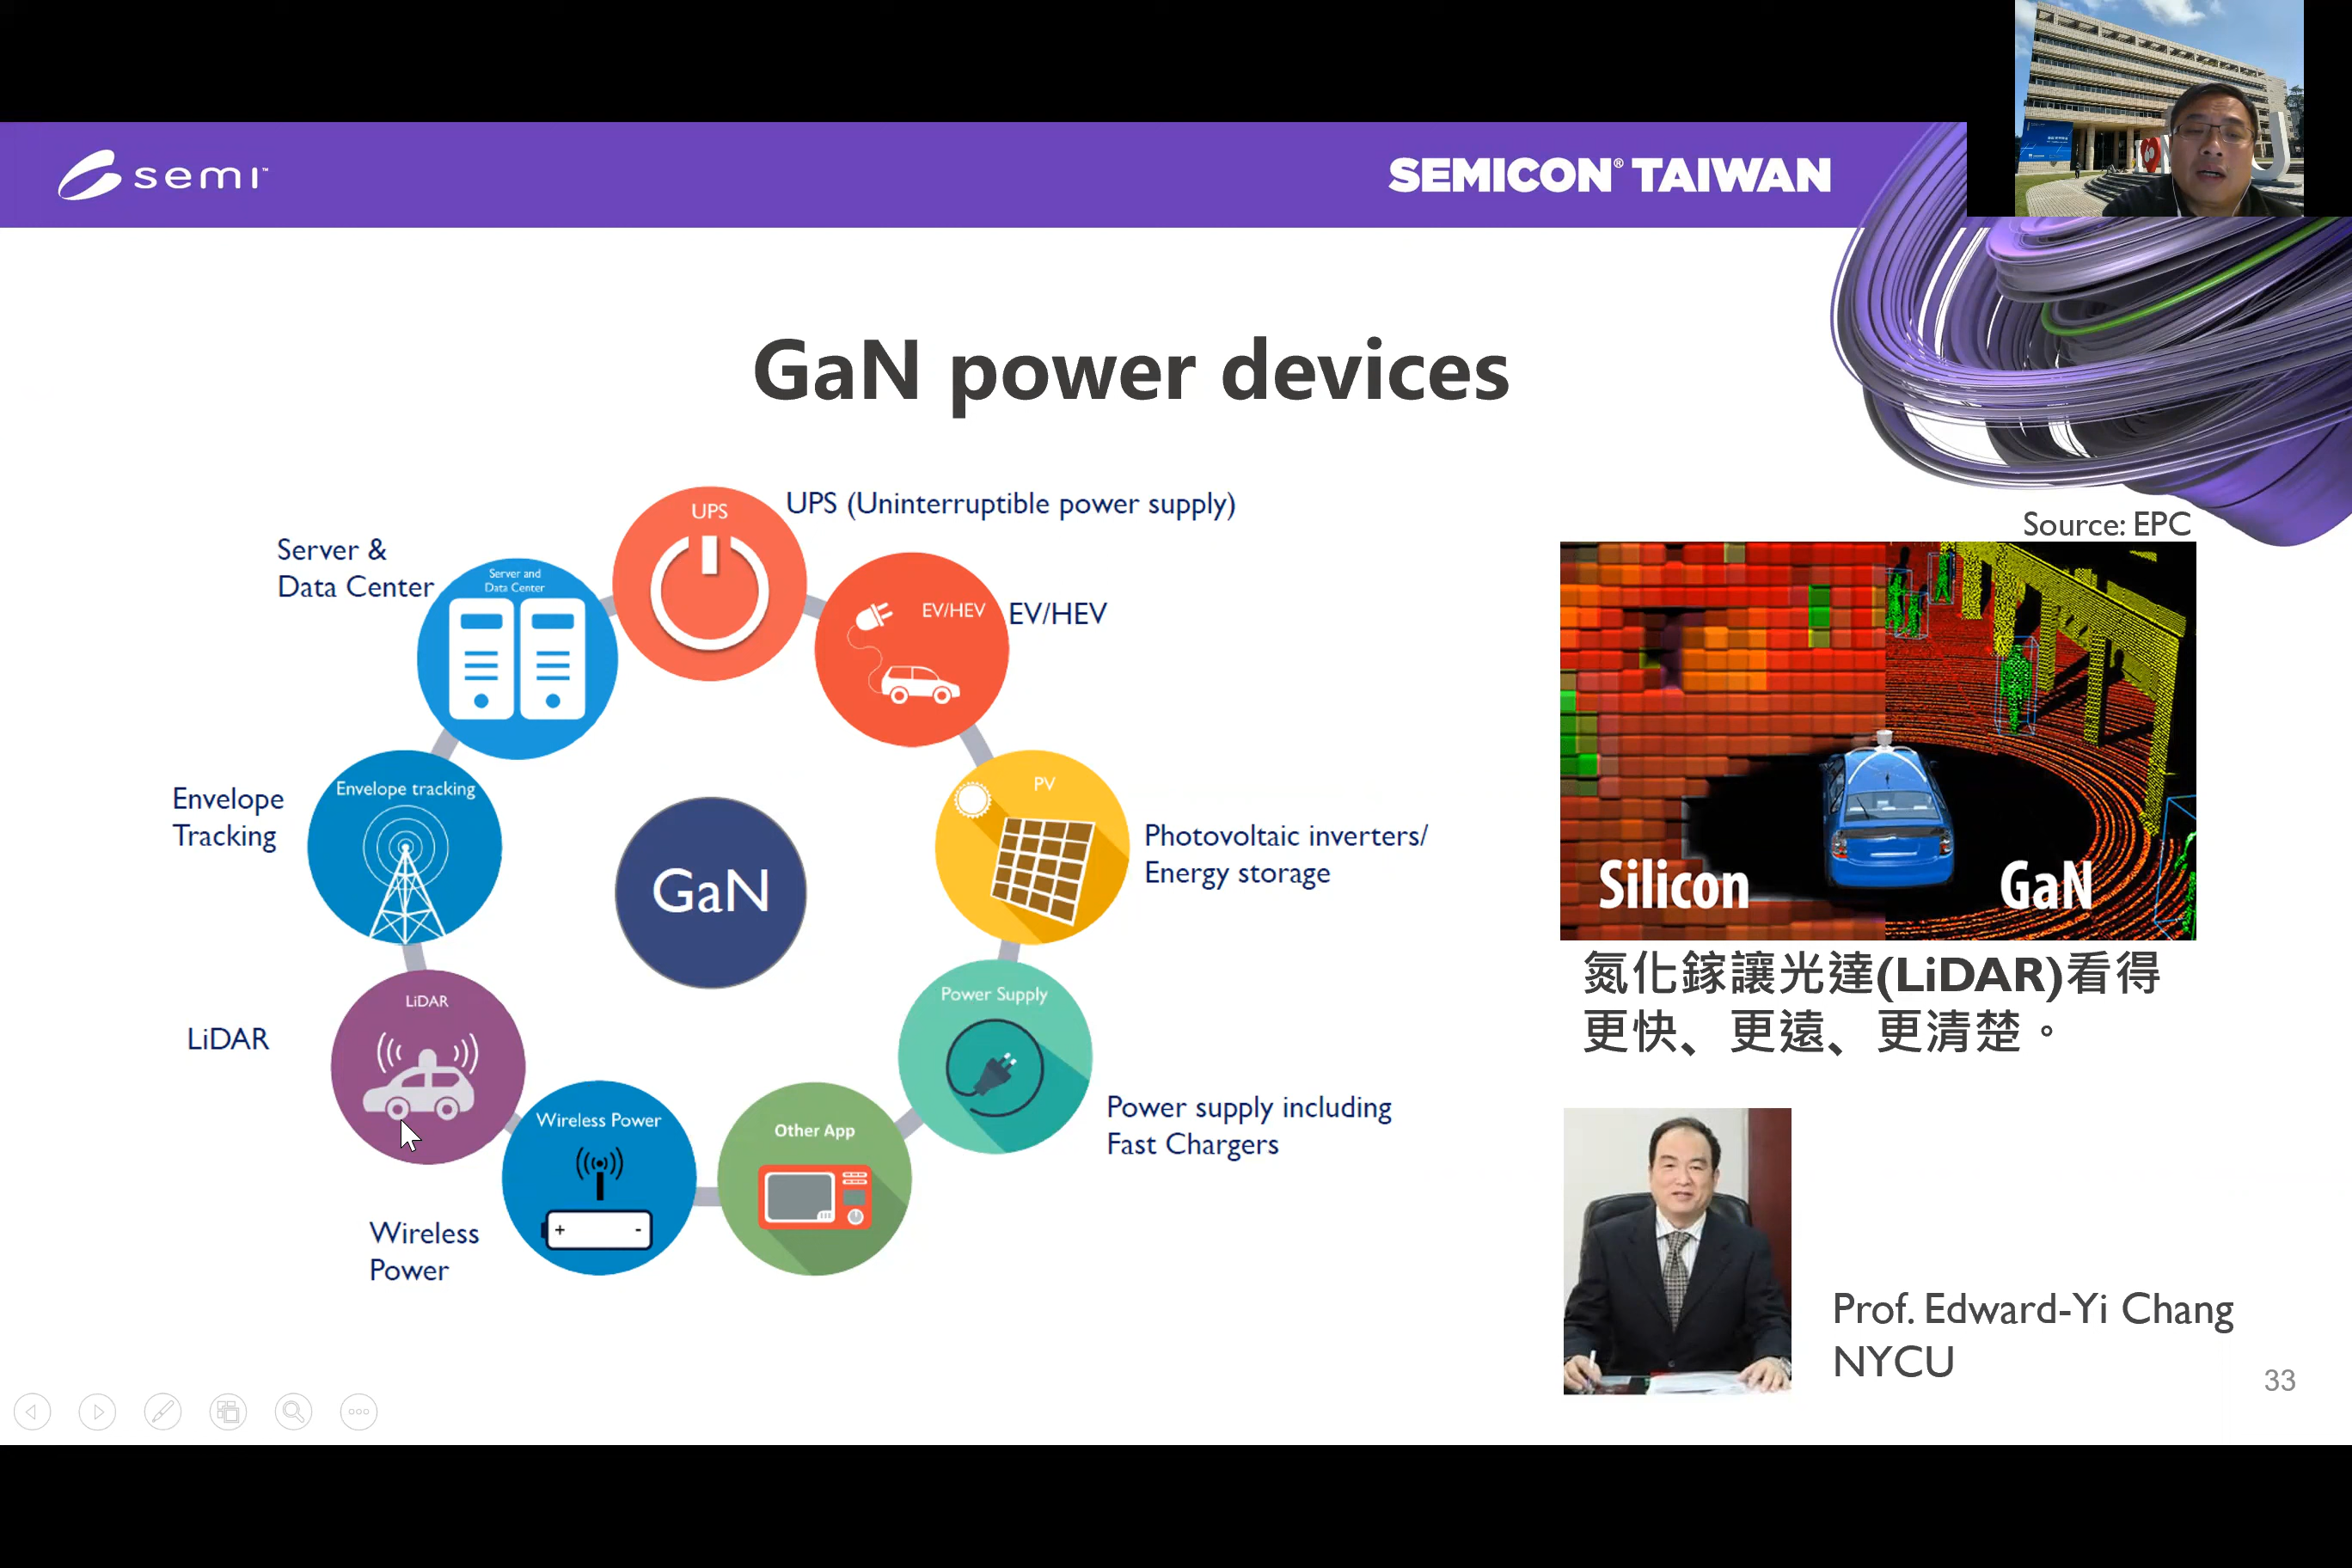 semi™
SEMICON® TAIWAN
GaN power devices
UPS
UPS (Uninterruptible power supply)
Server &
Data Center
Server and
Data Center
EV/HEV
EV/HEV
Envelope
Tracking
Envelope tracking
PV
Photovoltaic inverters/
Energy storage
GaN
LiDAR
LiDAR
Power Supply
Power supply including
Fast Chargers
Wireless Power
Wireless
Power
+ -
Other App
Source: EPC
Silicon
GaN
氮化鎵讓光達(LiDAR)看得
更快、更遠、更清楚。
Prof. Edward-Yi Chang
NYCU
33